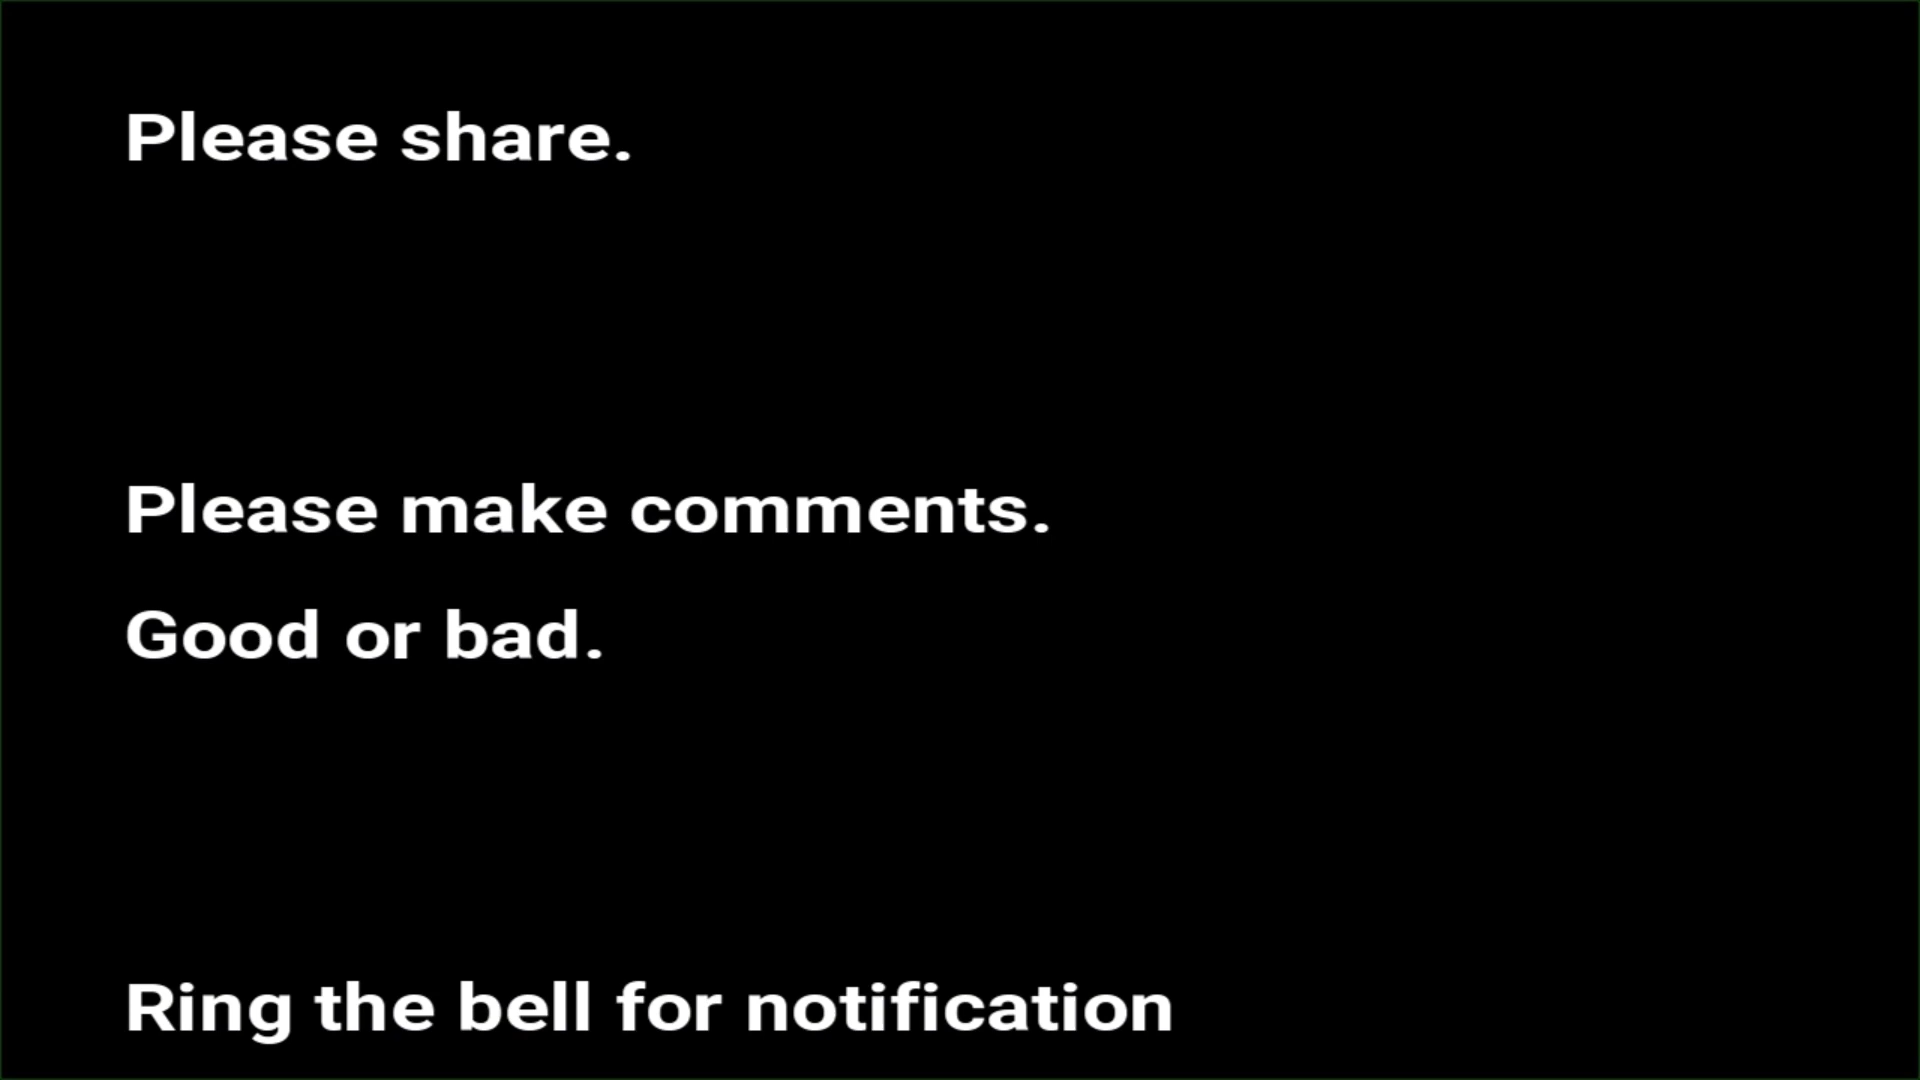 Please share.
Please make comments.
Good or bad.
Ring the bell for notification